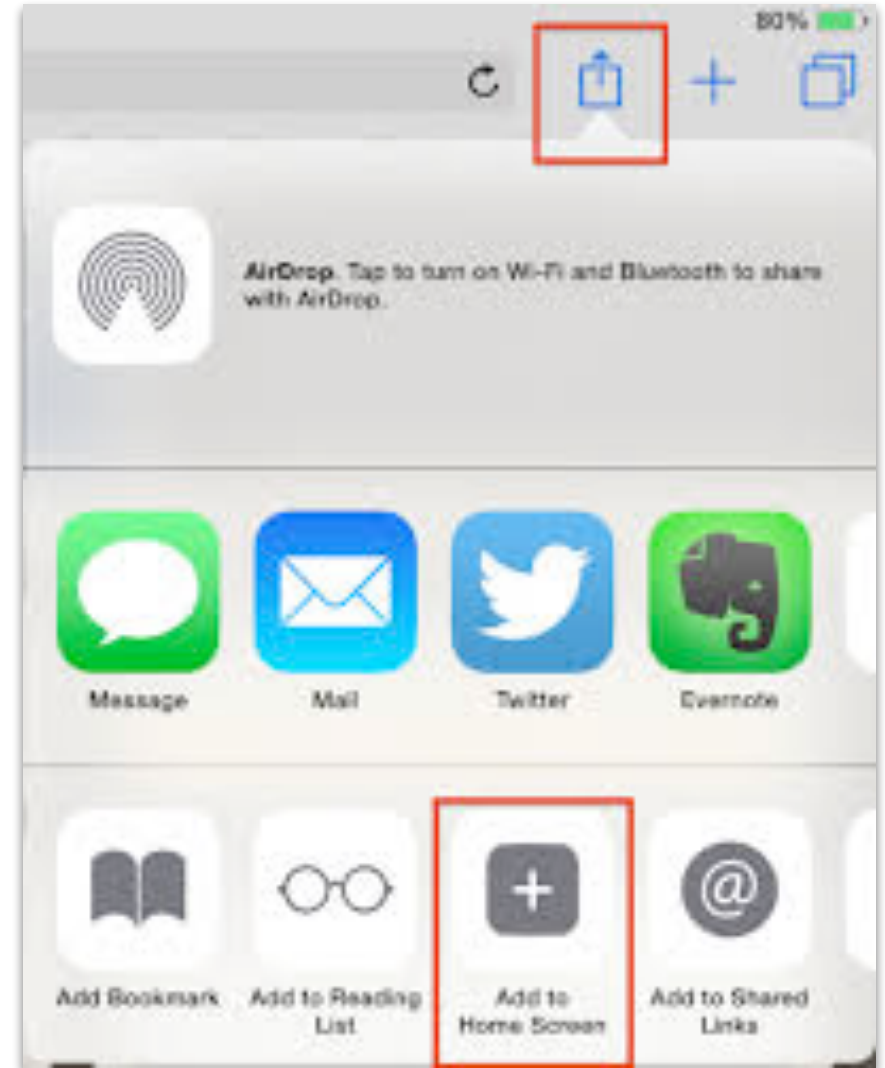 80%
AirDrop. Tap to turn on Wi-Fi and Bluetooth to share
with AirDrop.
Message
Mail
Twitter
Evernote
Add Bookmark
Add to Reading
List
Add to
Home Screen
Add to Shared
Links